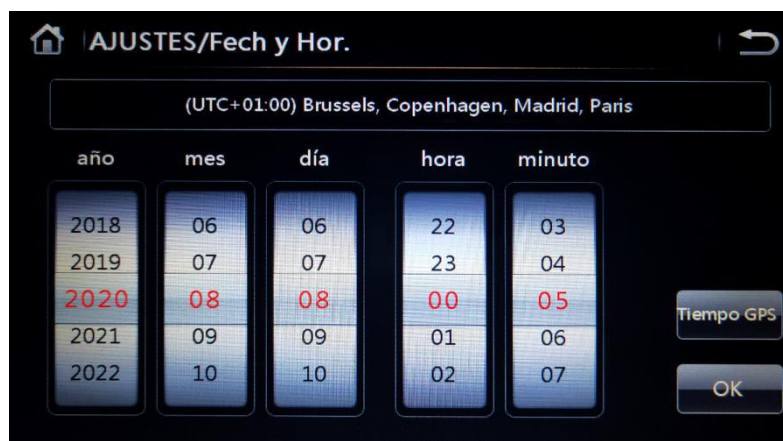 AJUSTES/Fech y Hor.
(UTC+01:00) Brussels, Copenhagen, Madrid, Paris
año mes día hora minuto
2018 06 06 22 03
2019 07 07 23 04
2020 08 08 00 05
2021 09 09 01 06
2022 10 10 02 07
Tiempo GPS
OK